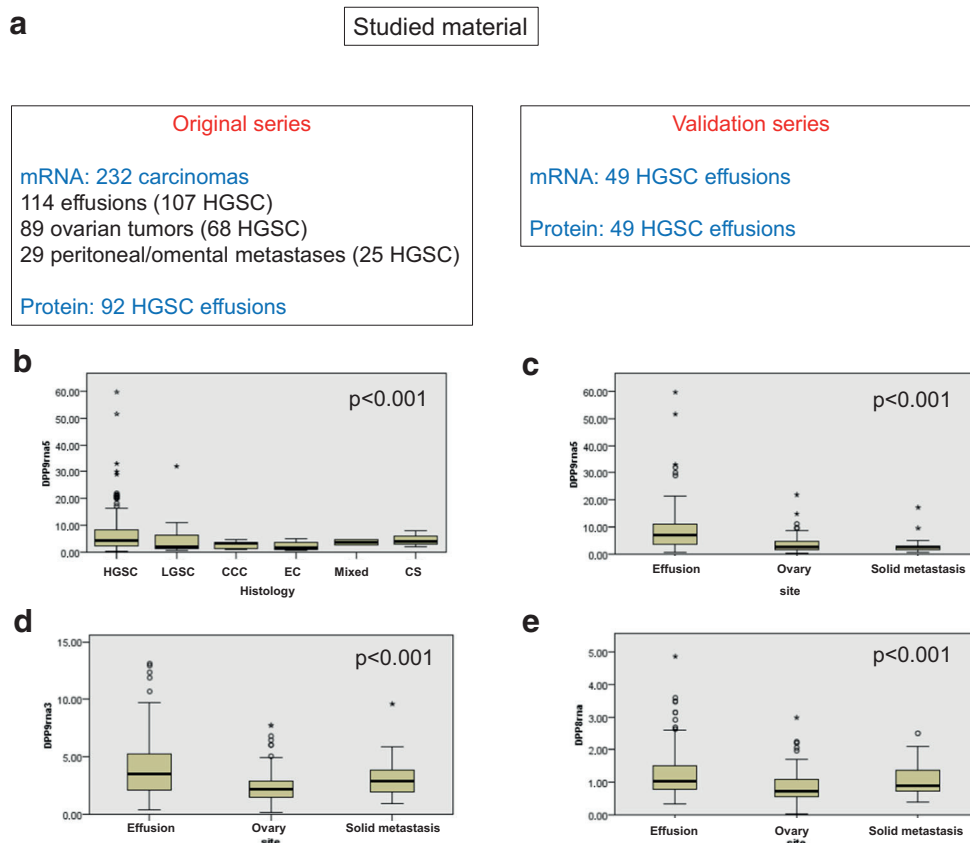 a
Studied material
Original series
mRNA: 232 carcinomas
114 effusions (107 HGSC)
89 ovarian tumors (68 HGSC)
29 peritoneal/omental metastases (25 HGSC)
Protein: 92 HGSC effusions
Validation series
mRNA: 49 HGSC effusions
Protein: 49 HGSC effusions
b
p<0.001
DPP9rna5
60.00
50.00
40.00
30.00
20.00
10.00
0.00
HGSC LGSC CCC EC Mixed CS
Histology
c
p<0.001
DPP9rna5
60.00
50.00
40.00
30.00
20.00
10.00
0.00
Effusion Ovary Solid metastasis
site
d
p<0.001
DPP9rna3
15.00
10.00
5.00
0.00
Effusion Ovary Solid metastasis
site
e
p<0.001
DPP8rna
5.00
4.00
3.00
2.00
1.00
0.00
Effusion Ovary Solid metastasis
site